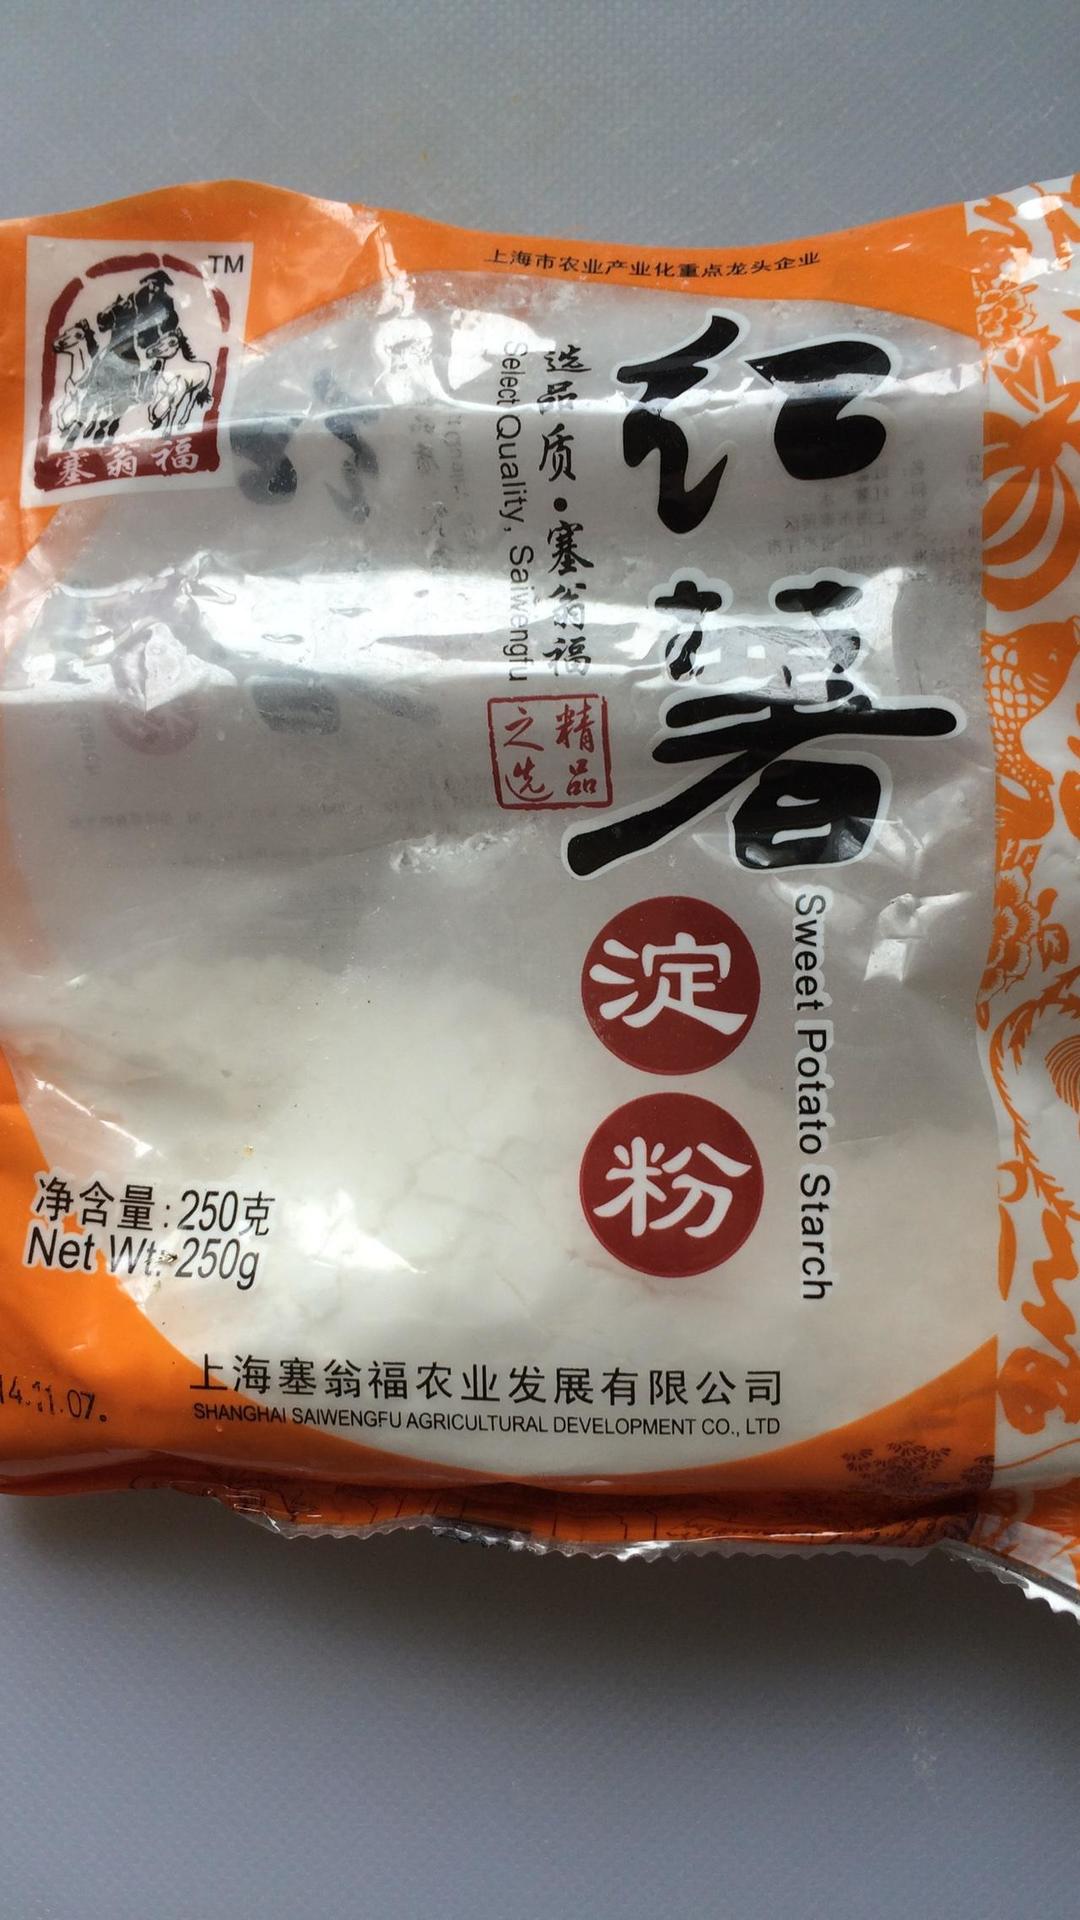 上海市农业产业化重点龙头企业
TM
塞翁福
红薯
淀粉
Sweet Potato Starch
选品质·塞翁福
Select Quality, Saiwengfu
精品
之选
净含量:250克
Net Wt: 250g
14.11.07.
上海塞翁福农业发展有限公司
SHANGHAI SAIWENGFU AGRICULTURAL DEVELOPMENT CO., LTD